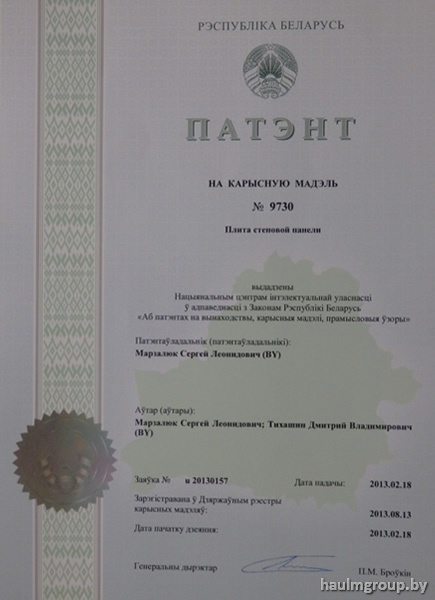 РЭСПУБЛІКА БЕЛАРУСЬ
ПАТЭНТ
НА КАРЫСНУЮ МАДЭЛЬ
№ 9730
Плита стеновой панели
выдадзены
Нацыянальным цэнтрам інтэлектуальнай уласнасці
ў адпаведнасці з Законам Рэспублікі Беларусь
«Аб патэнтах на вынаходствы, карысныя мадэлі, прамысловыя ўзоры»
Патэнтаўладальнік (патэнтаўладальнікі):
Марзалюк Сергей Леонидович (BY)
Аўтар (аўтары):
Марзалюк Сергей Леонидович; Тихашин Дмитрий Владимирович
(BY)
Заяўка № u 20130157 Дата падачы: 2013.02.18
Зарэгістравана ў Дзяржаўным рэестры
карысных мадэляў: 2013.08.13
Дата пачатку дзеяння: 2013.02.18
Генеральны дырэктар П.М. Броўкін
haulmgroup.by